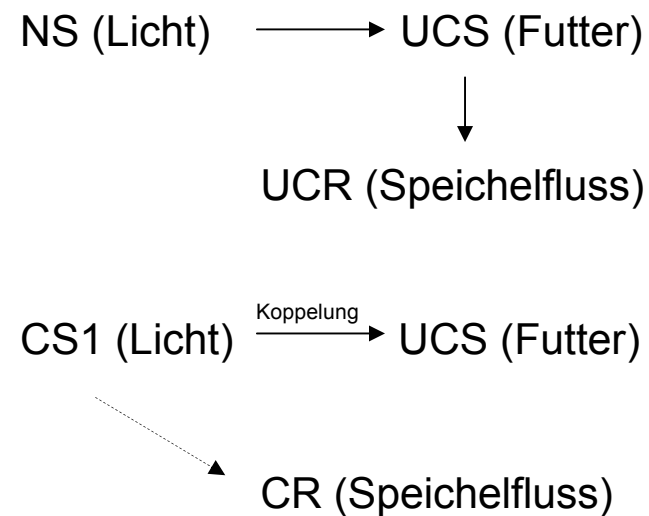 NS (Licht) UCS (Futter)
UCR (Speichelfluss)
Koppelung
CS1 (Licht) UCS (Futter)
CR (Speichelfluss)